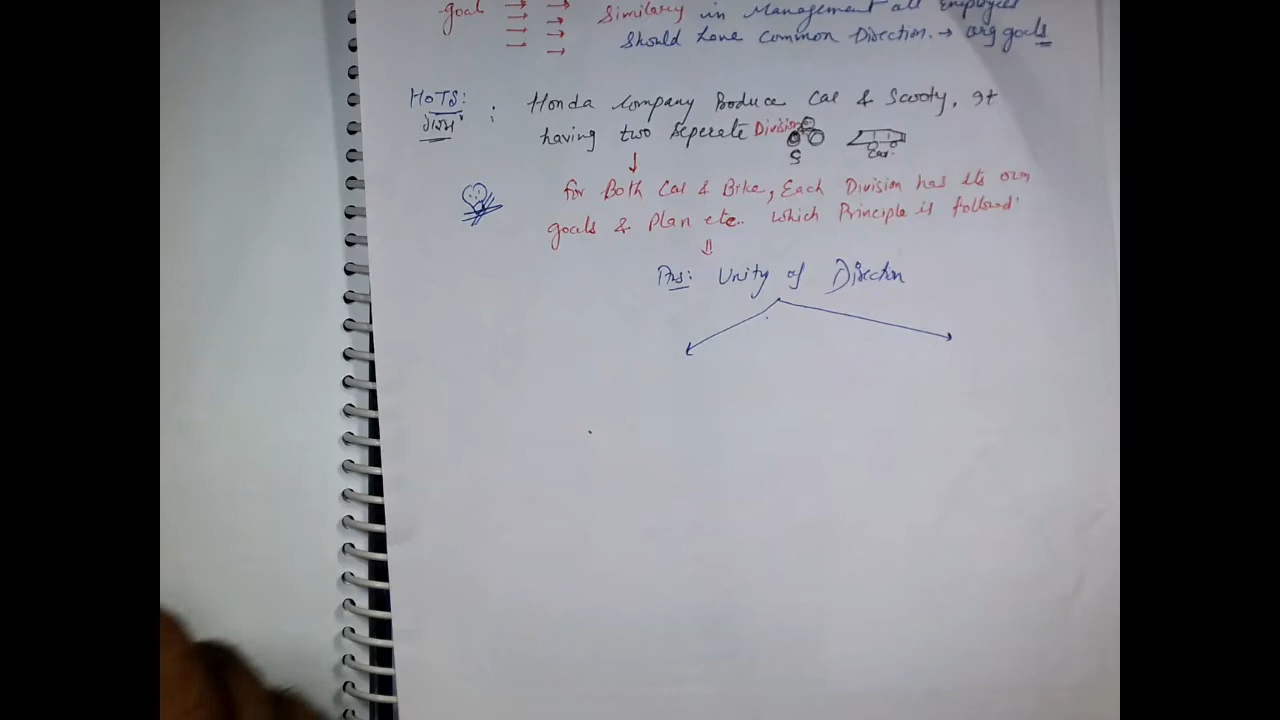 goal → → Similary in Management all Employees
Should have Common Direction. → org goals
HOTS: : Honda Company Produce Car & Scooty, It
having two Seperate Division
S Car.
for Both Car & Bike, Each Division has its own
goals & Plan etc.. which Principle is followed?
Ans: Unity of Direction